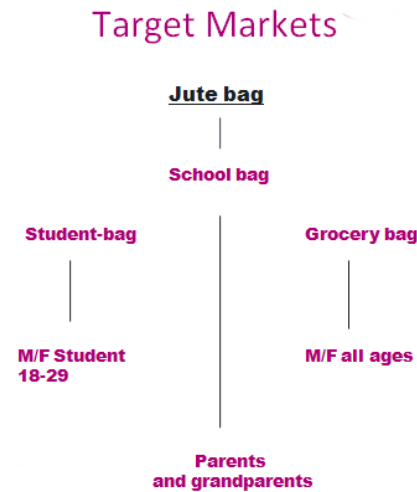 Target Markets
Jute bag
School bag
Student-bag
Grocery bag
M/F Student
18-29
M/F all ages
Parents
and grandparents